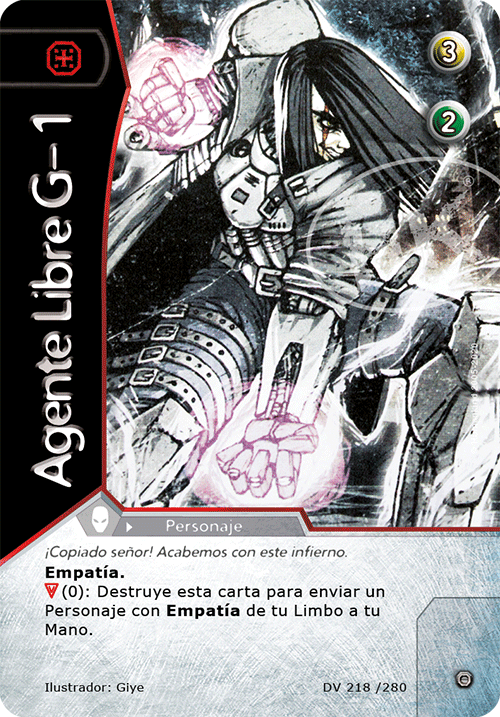 Agente Libre G-1
3
2
Personaje
¡Copiado señor! Acabemos con este infierno.
Empatía.
(0): Destruye esta carta para enviar un
Personaje con Empatía de tu Limbo a tu
Mano.
Ilustrador: Giye
DV 218 /280